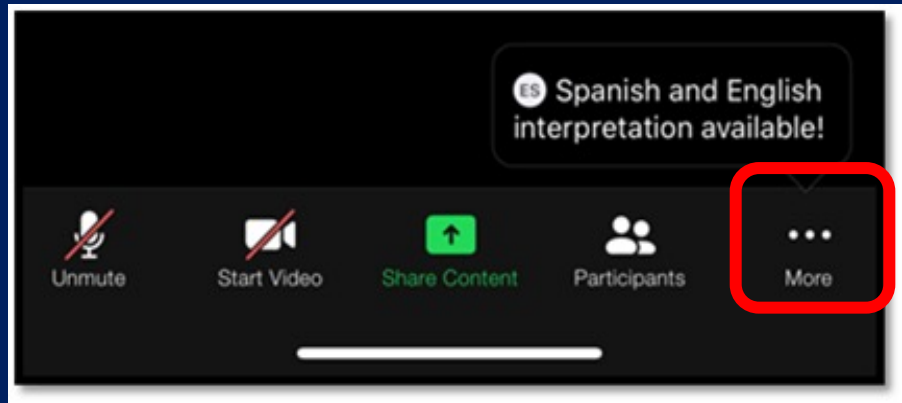 ES Spanish and English
interpretation available!
Unmute
Start Video
Share Content
Participants
More